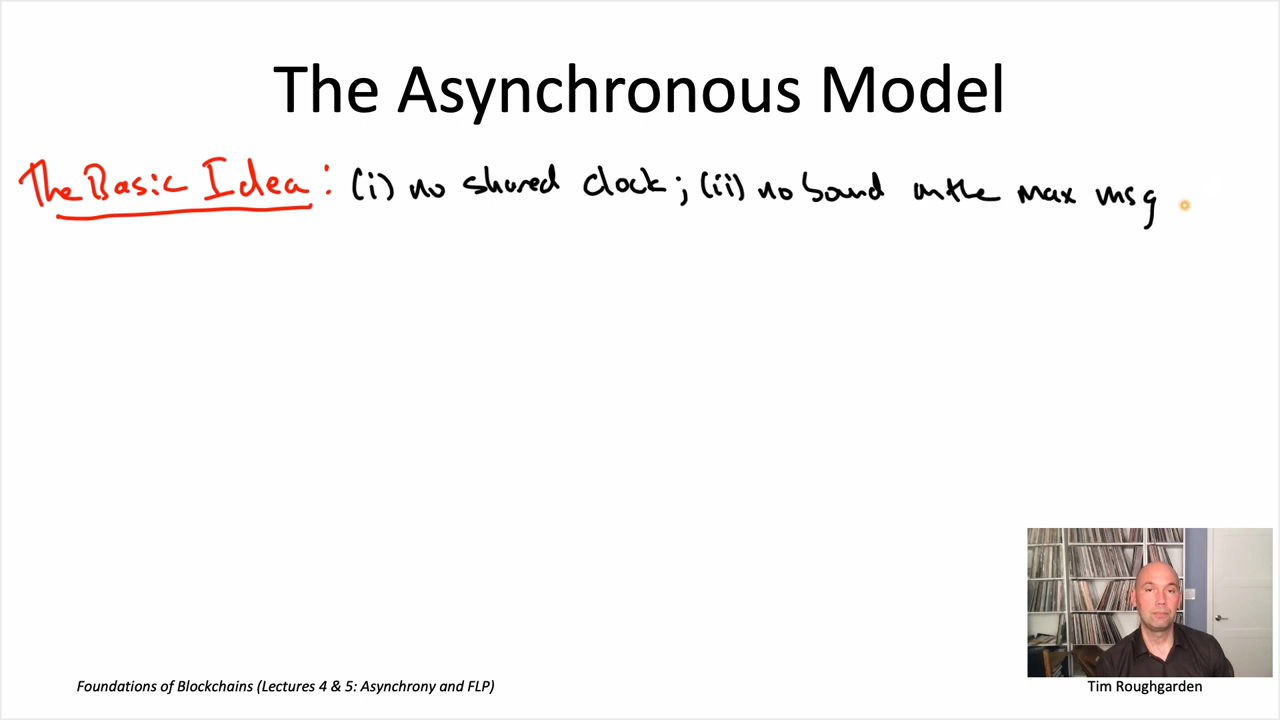 The Asynchronous Model
The Basic Idea: (i) no shared clock; (ii) no bound on the max msg
Foundations of Blockchains (Lectures 4 & 5: Asynchrony and FLP)
Tim Roughgarden